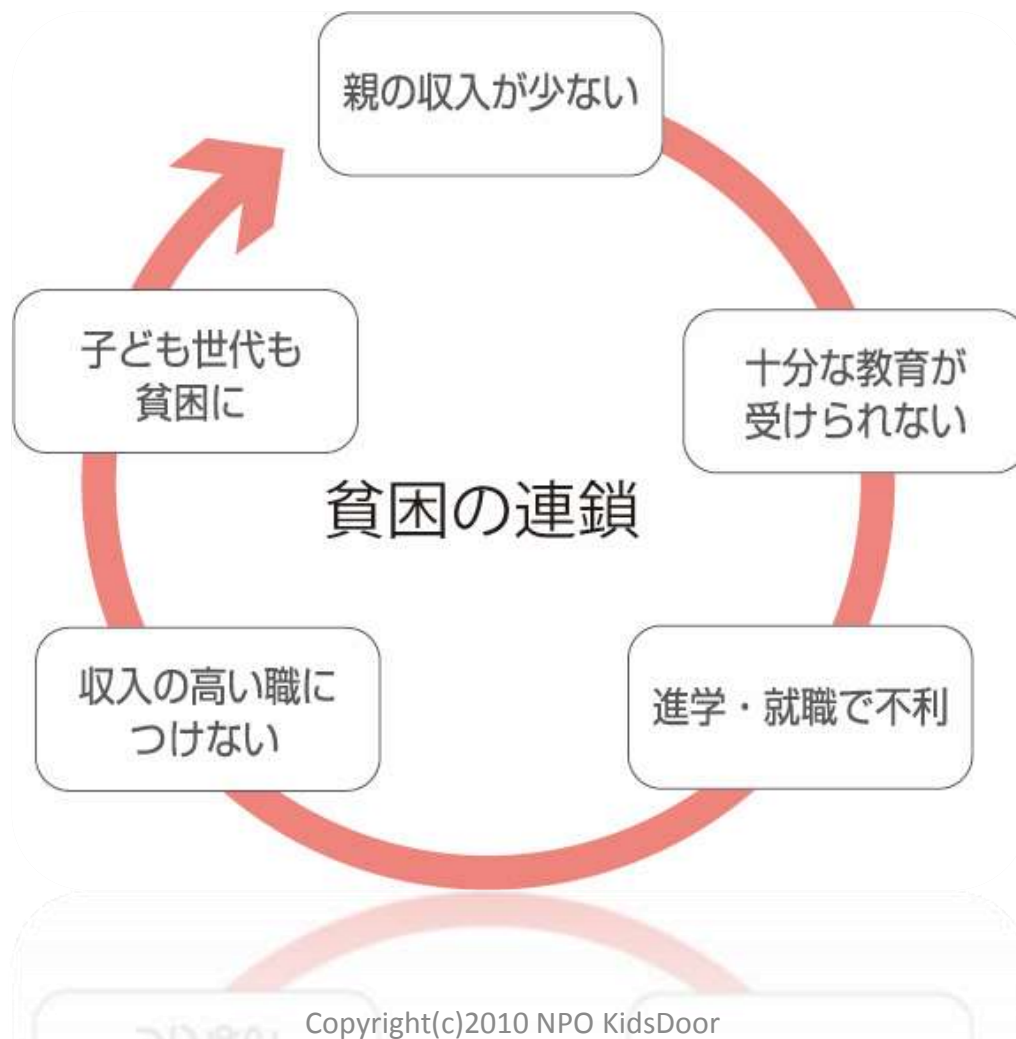 親の収入が少ない
十分な教育が
受けられない
進学・就職で不利
収入の高い職に
つけない
子ども世代も
貧困に
貧困の連鎖
Copyright(c)2010 NPO KidsDoor